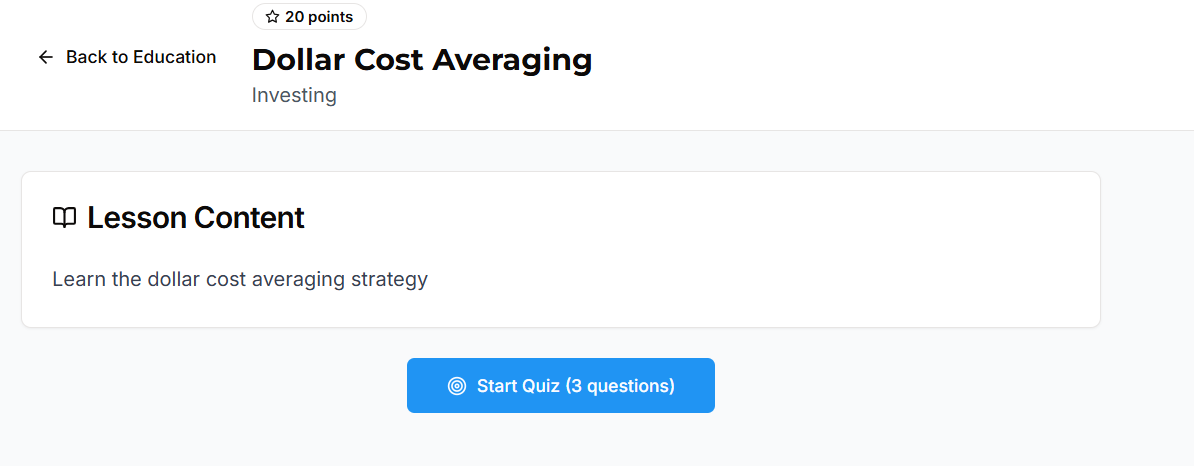 20 points
Back to Education
Dollar Cost Averaging
Investing
Lesson Content
Learn the dollar cost averaging strategy
Start Quiz (3 questions)